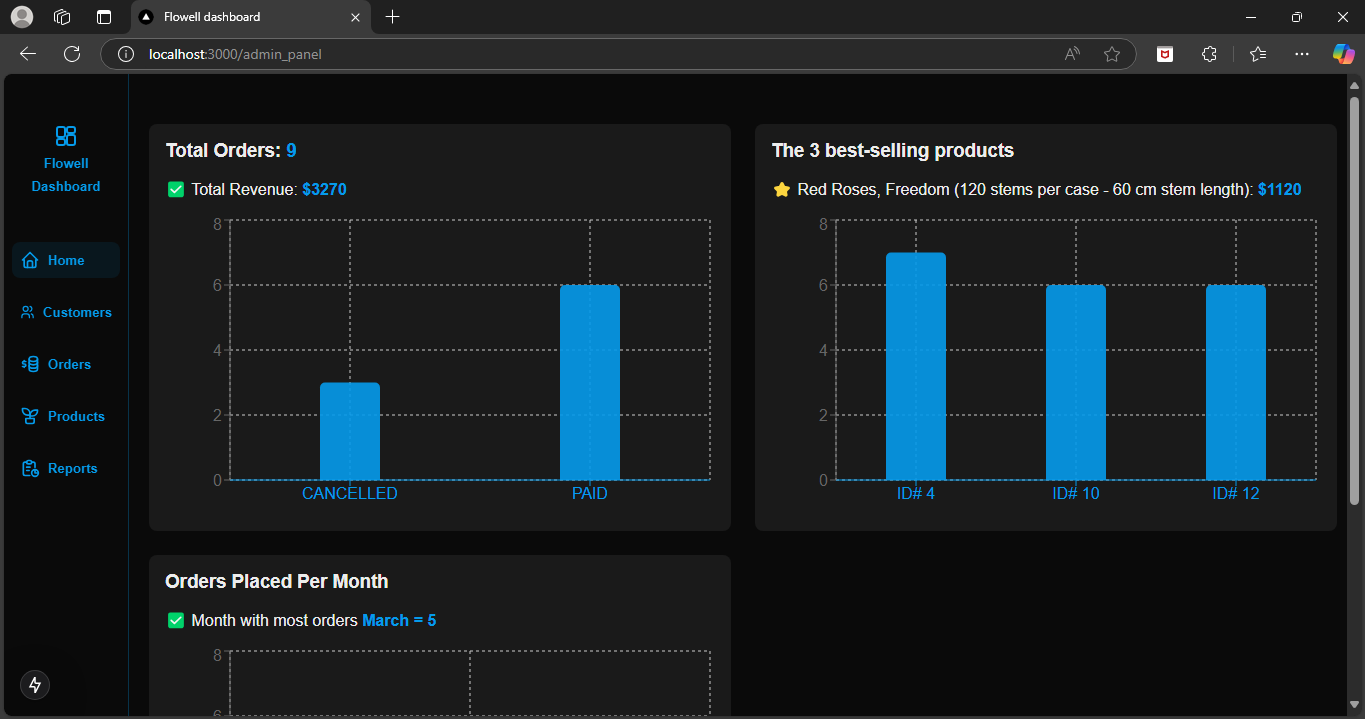 Flowell dashboard
localhost:3000/admin_panel
Flowell
Dashboard
Home
Customers
Orders
Products
Reports
Total Orders: 9
✅ Total Revenue: $3270
8
6
4
2
0
CANCELLED PAID
The 3 best-selling products
⭐ Red Roses, Freedom (120 stems per case - 60 cm stem length): $1120
8
6
4
2
0
ID# 4 ID# 10 ID# 12
Orders Placed Per Month
✅ Month with most orders March = 5
8
6